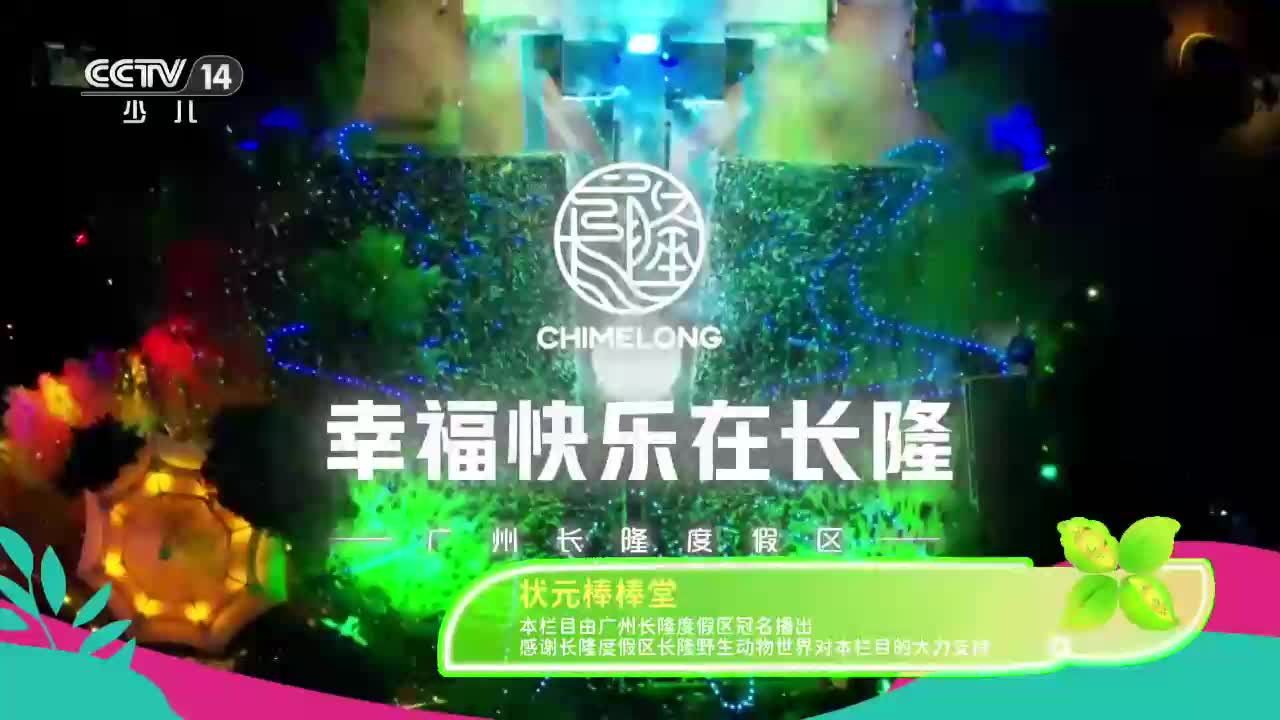 CCTV 14
少儿
长隆
CHIMELONG
幸福快乐在长隆
广州长隆度假区
状元棒棒堂
本栏目由广州长隆度假区冠名播出
感谢长隆度假区长隆野生动物世界对本栏目的大力支持